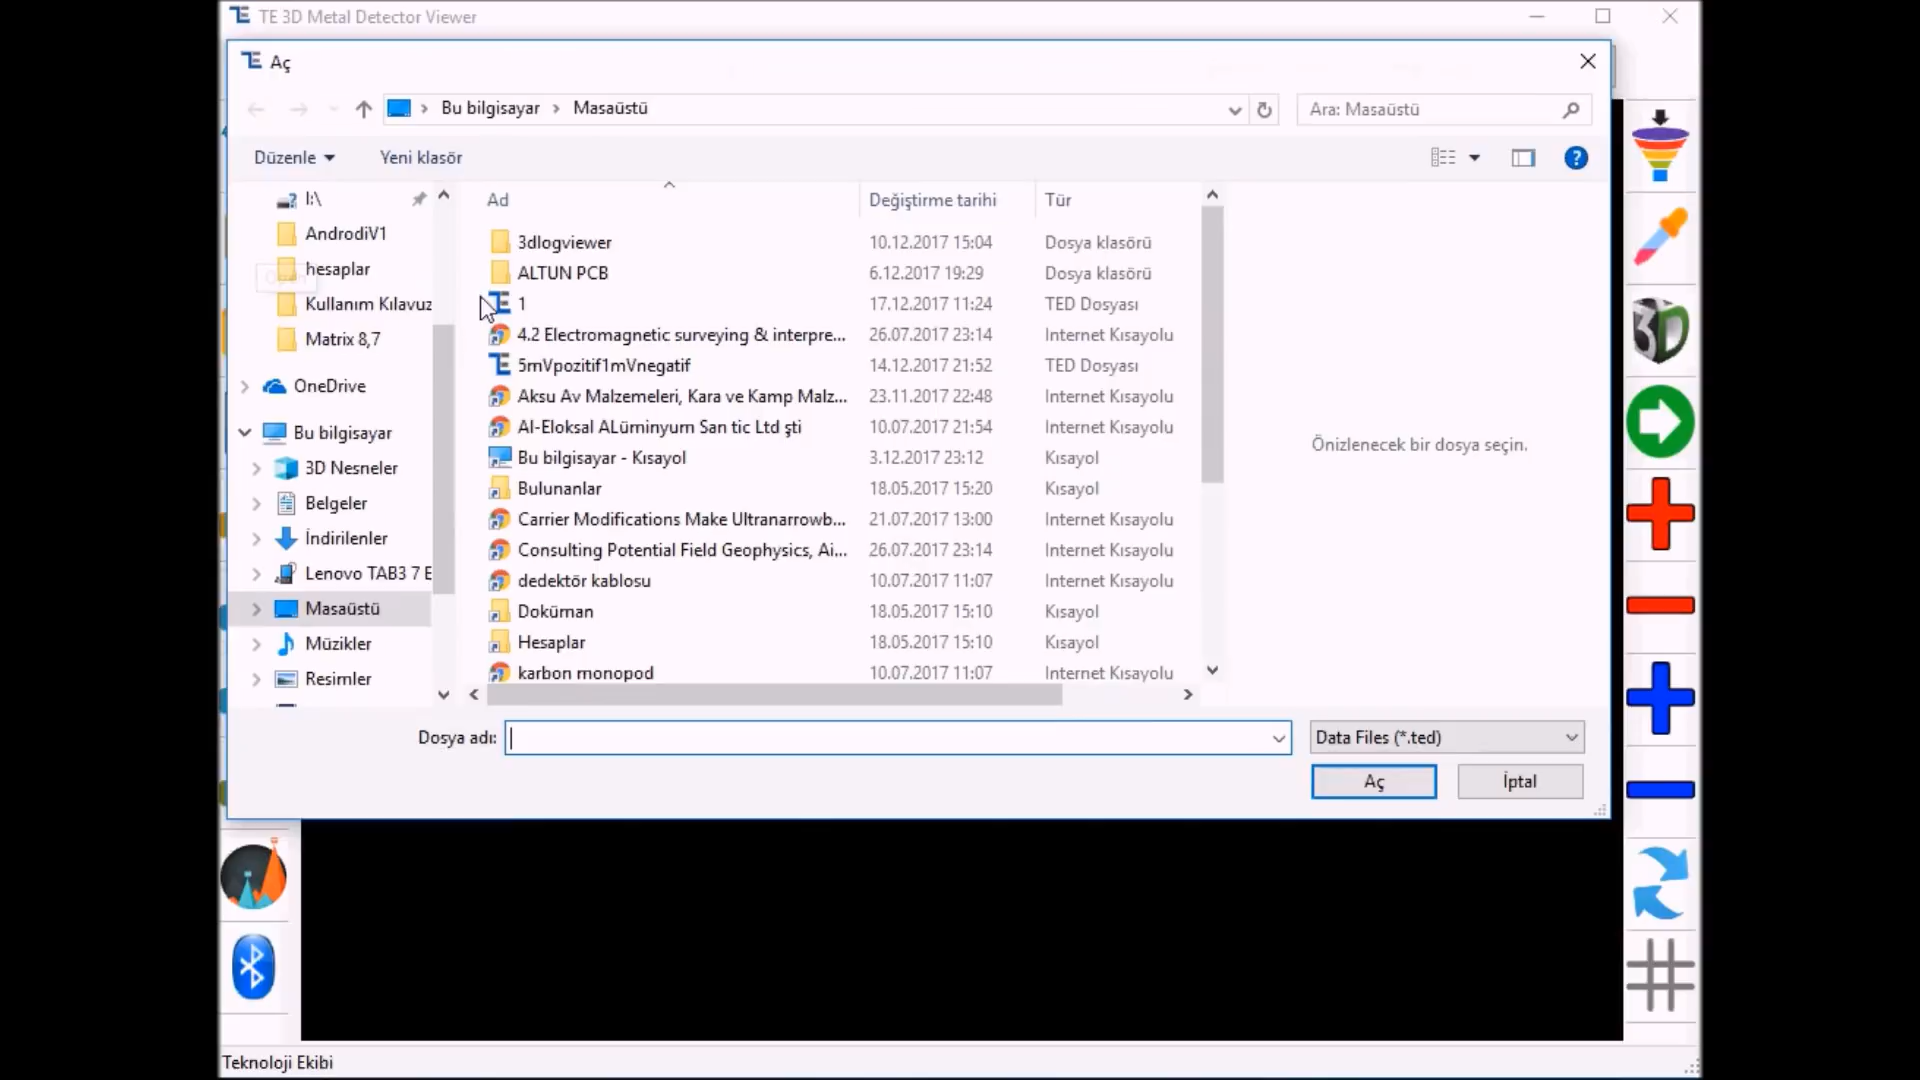 TE 3D Metal Detector Viewer
Aç
Bu bilgisayar > Masaüstü
Ara: Masaüstü
Düzenle
Yeni klasör
I:\
AndrodiV1
hesaplar
Kullanım Kılavuz
Matrix 8,7
OneDrive
Bu bilgisayar
3D Nesneler
Belgeler
İndirilenler
Lenovo TAB3 7 E
Masaüstü
Müzikler
Resimler
Ad Değiştirme tarihi Tür
3dlogviewer 10.12.2017 15:04 Dosya klasörü
ALTUN PCB 6.12.2017 19:29 Dosya klasörü
1 17.12.2017 11:24 TED Dosyası
4.2 Electromagnetic surveying & interpre... 26.07.2017 23:14 Internet Kısayolu
5mVpozitif1mVnegatif 14.12.2017 21:52 TED Dosyası
Aksu Av Malzemeleri, Kara ve Kamp Malz... 23.11.2017 22:48 Internet Kısayolu
Al-Eloksal ALüminyum San tic Ltd şti 10.07.2017 21:54 Internet Kısayolu
Bu bilgisayar - Kısayol 3.12.2017 23:12 Kısayol
Bulunanlar 18.05.2017 15:20 Kısayol
Carrier Modifications Make Ultranarrowb... 21.07.2017 13:00 Internet Kısayolu
Consulting Potential Field Geophysics, Ai... 26.07.2017 23:14 Internet Kısayolu
dedektör kablosu 10.07.2017 11:07 Internet Kısayolu
Doküman 18.05.2017 15:10 Kısayol
Hesaplar 18.05.2017 15:10 Kısayol
karbon monopod 10.07.2017 11:07 Internet Kısayolu
Önizlenecek bir dosya seçin.
Dosya adı:
Data Files (*.ted)
Aç
İptal
3D
Teknoloji Ekibi